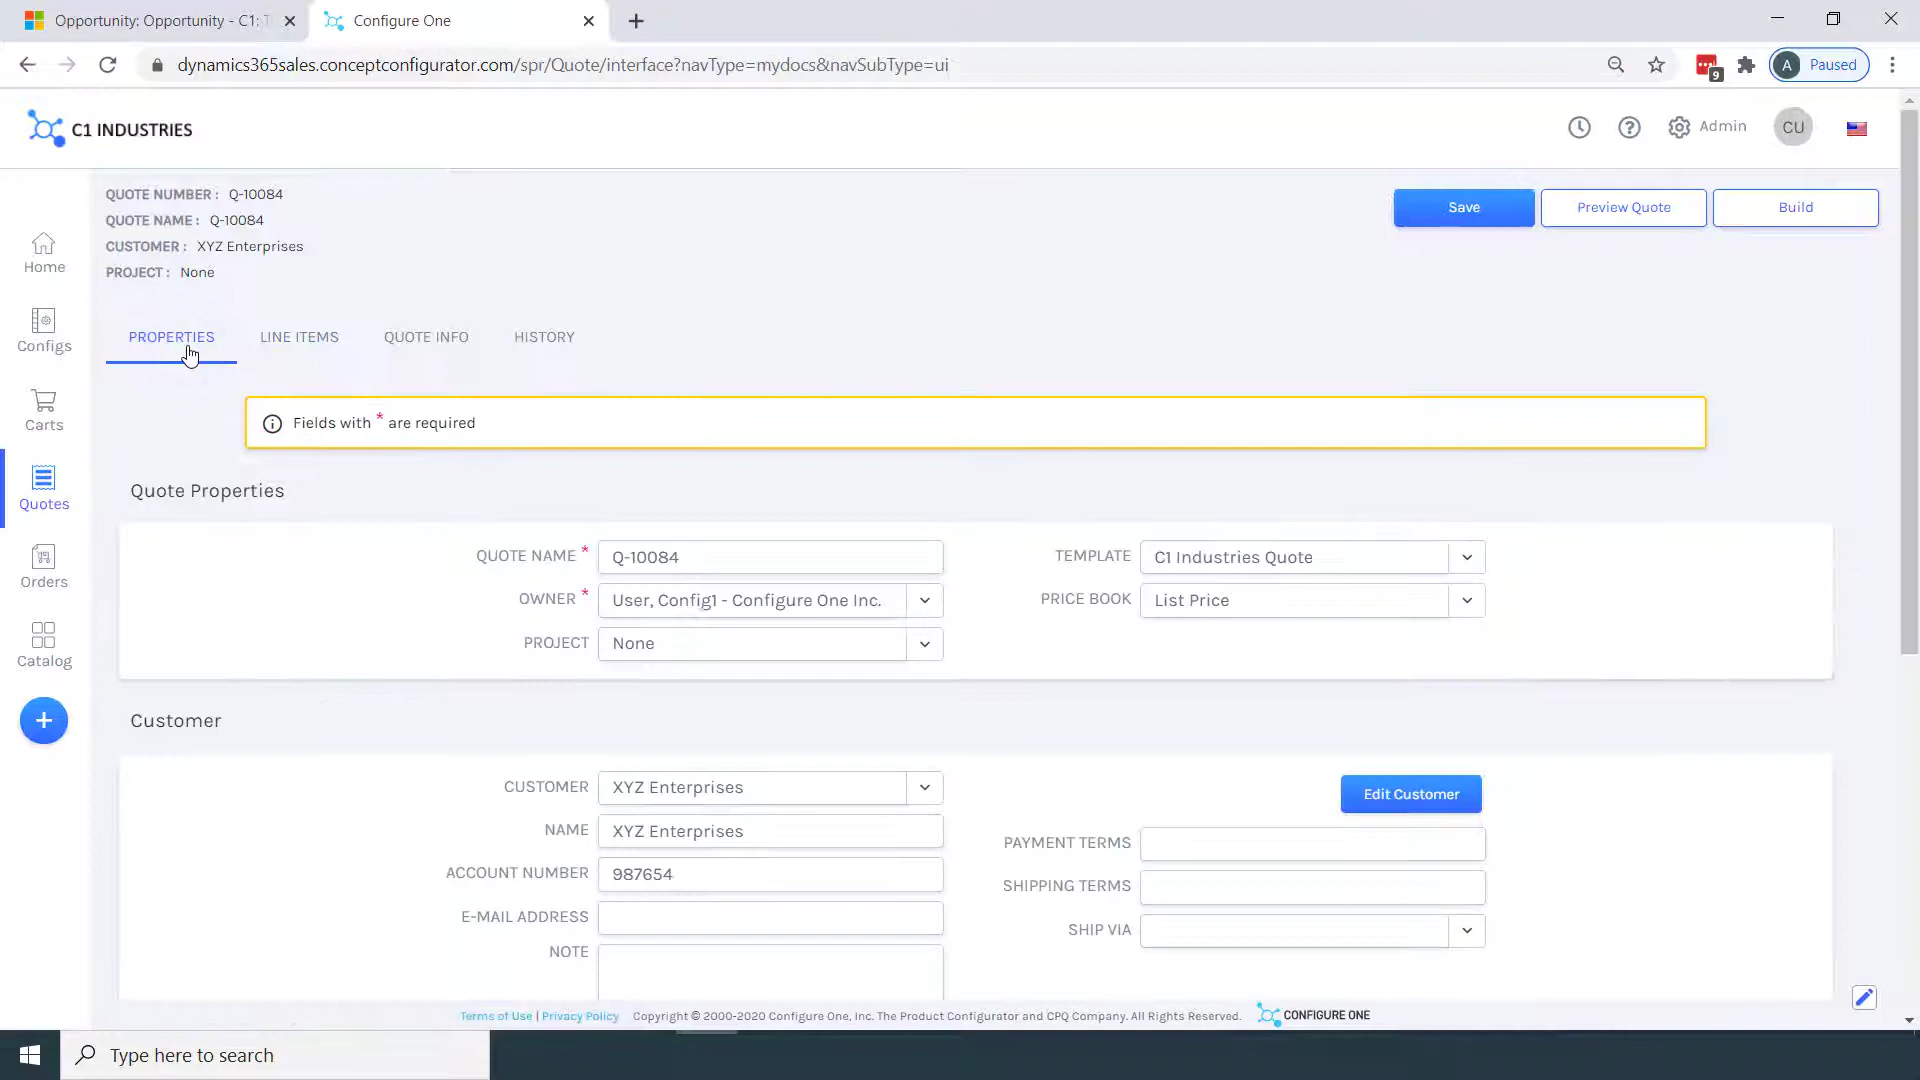 Opportunity: Opportunity - C1: T
Configure One
dynamics365sales.conceptconfigurator.com/spr/Quote/interface?navType=mydocs&navSubType=ui
9
A
Paused
C1 INDUSTRIES
Admin
CU
QUOTE NUMBER : Q-10084
QUOTE NAME : Q-10084
CUSTOMER : XYZ Enterprises
PROJECT : None
Save
Preview Quote
Build
Home
Configs
Carts
Quotes
Orders
Catalog
PROPERTIES
LINE ITEMS
QUOTE INFO
HISTORY
Fields with * are required
Quote Properties
QUOTE NAME * Q-10084
TEMPLATE C1 Industries Quote
OWNER * User, Config1 - Configure One Inc.
PRICE BOOK List Price
PROJECT None
Customer
CUSTOMER XYZ Enterprises
Edit Customer
NAME XYZ Enterprises
PAYMENT TERMS
ACCOUNT NUMBER 987654
SHIPPING TERMS
E-MAIL ADDRESS
SHIP VIA
NOTE
Terms of Use | Privacy Policy Copyright © 2000-2020 Configure One, Inc. The Product Configurator and CPQ Company. All Rights Reserved. CONFIGURE ONE
Type here to search